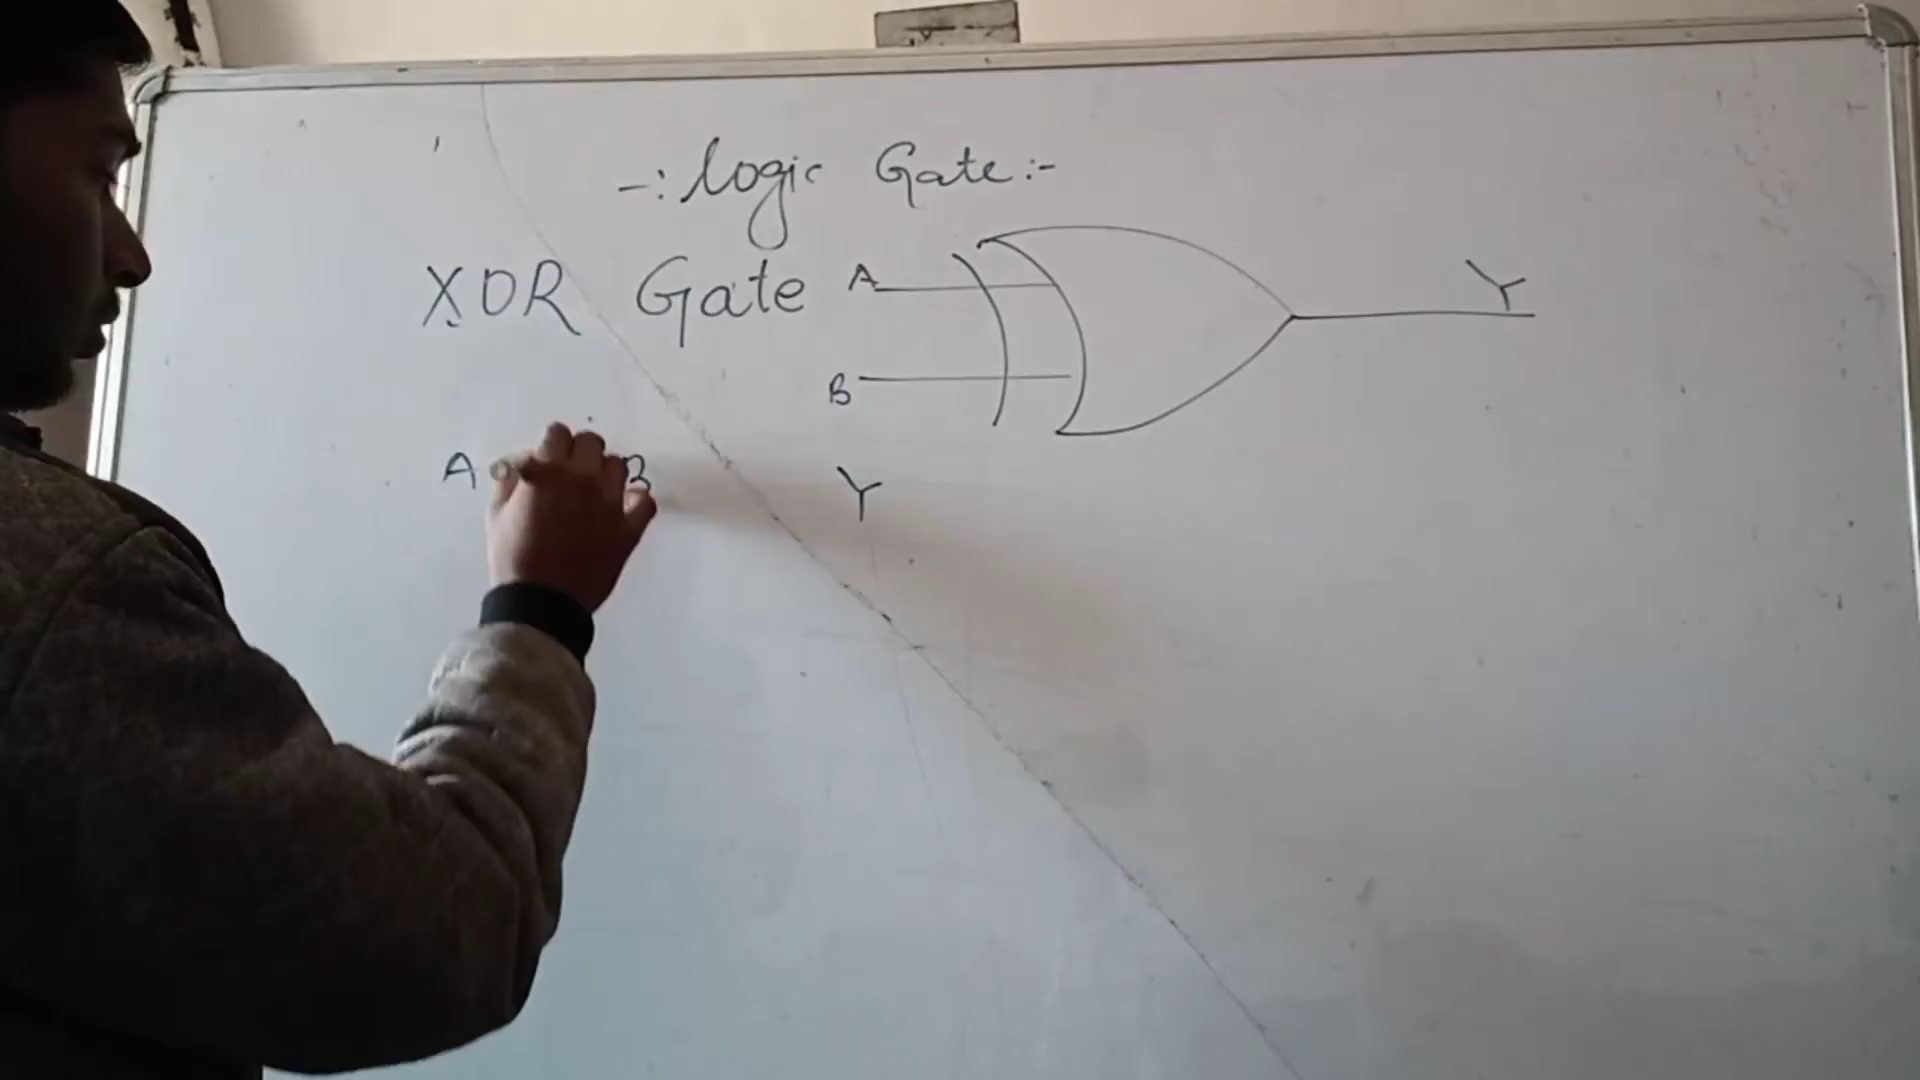 -: Logic Gate :-
XOR Gate A Y
B
A B Y